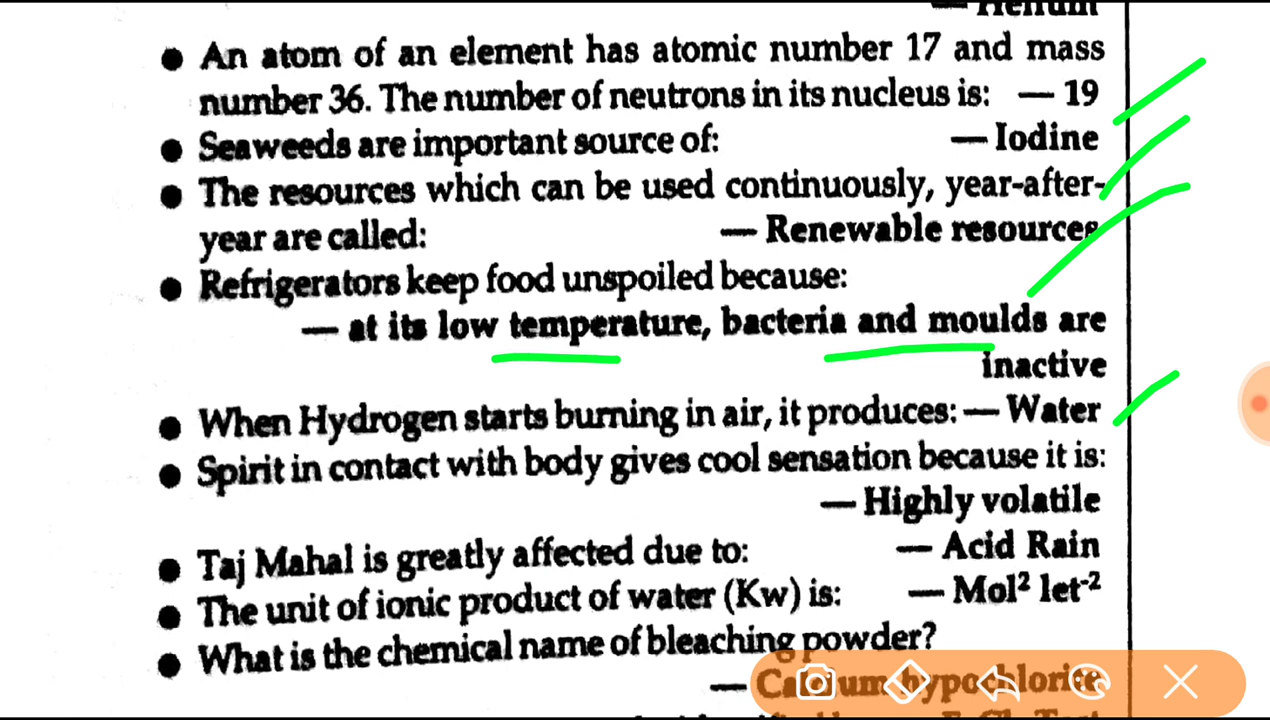 — Helium
● An atom of an element has atomic number 17 and mass
number 36. The number of neutrons in its nucleus is: — 19
● Seaweeds are important source of: — Iodine
● The resources which can be used continuously, year-after-
year are called: — Renewable resources
● Refrigerators keep food unspoiled because:
— at its low temperature, bacteria and moulds are
inactive
● When Hydrogen starts burning in air, it produces: — Water
● Spirit in contact with body gives cool sensation because it is:
— Highly volatile
● Taj Mahal is greatly affected due to: — Acid Rain
● The unit of ionic product of water (Kw) is: — Mol² let⁻²
● What is the chemical name of bleaching powder?
— Calcium hypochlorite